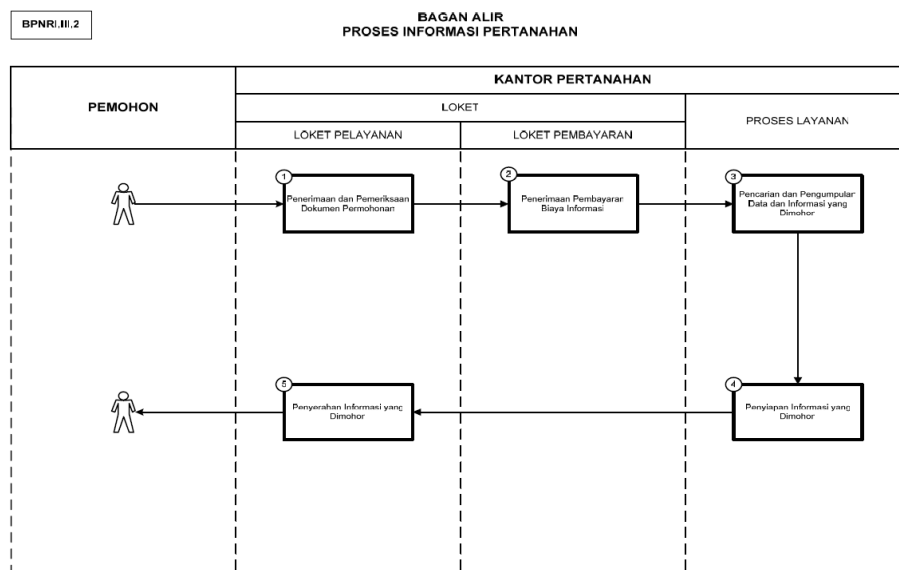 BPNRI.III.2
BAGAN ALIR
PROSES INFORMASI PERTANAHAN
PEMOHON
KANTOR PERTANAHAN
LOKET
PROSES LAYANAN
LOKET PELAYANAN
LOKET PEMBAYARAN
1
Penerimaan dan Pemeriksaan
Dokumen Permohonan
2
Penerimaan Pembayaran
Biaya Informasi
3
Pencarian dan Pengumpulan
Data dan Informasi yang
Dimohon
5
Penyerahan Informasi yang
Dimohon
4
Penyiapan Informasi yang
Dimohon